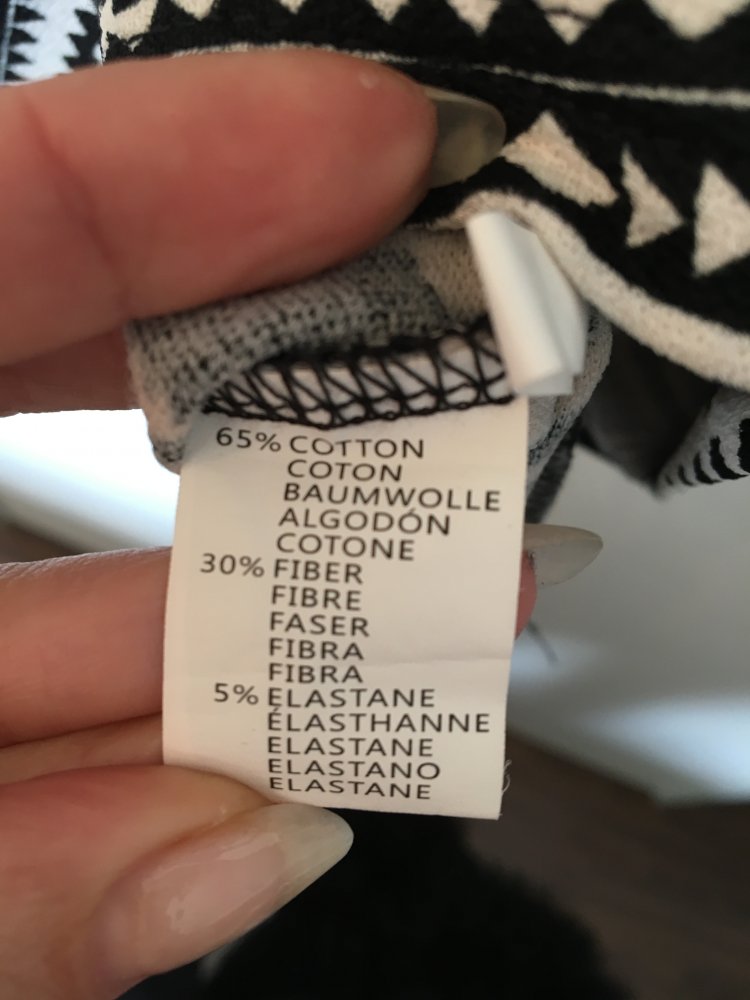 65% COTTON
COTON
BAUMWOLLE
ALGODÓN
COTONE
30% FIBER
FIBRE
FASER
FIBRA
FIBRA
5% ELASTANE
ÉLASTHANNE
ELASTANE
ELASTANO
ELASTANE